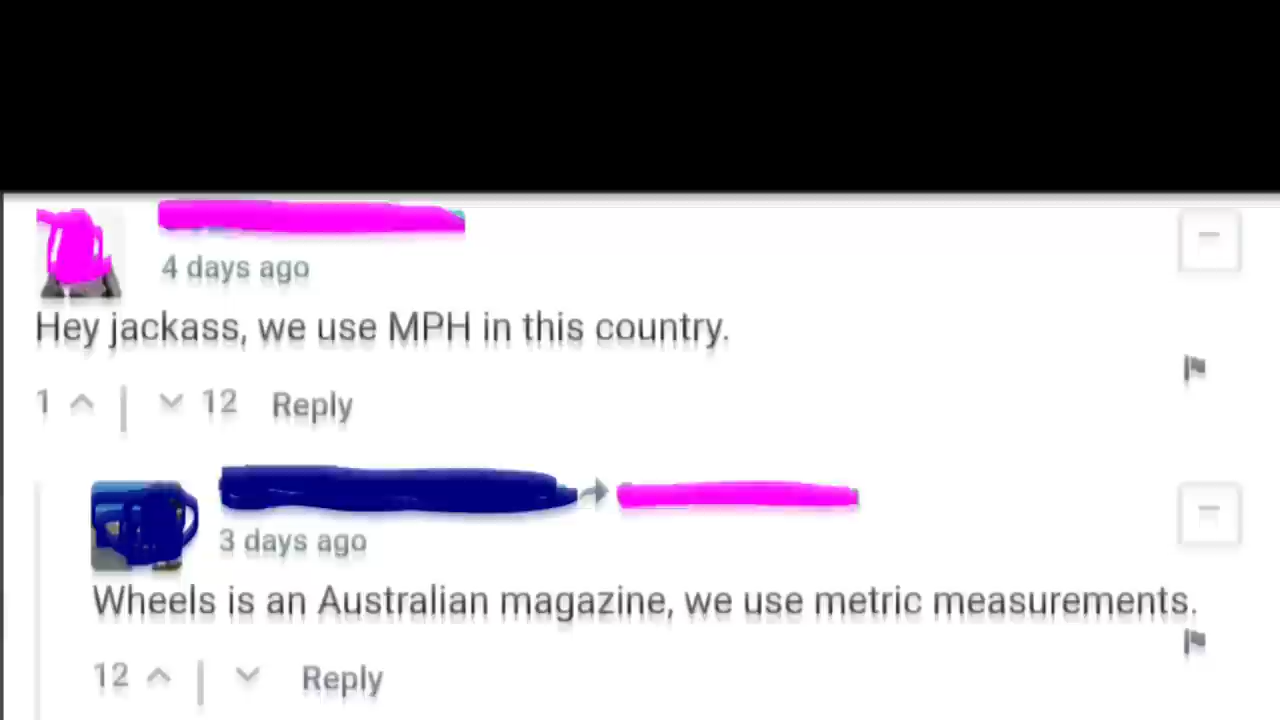 4 days ago
Hey jackass, we use MPH in this country.
1 12 Reply
3 days ago
Wheels is an Australian magazine, we use metric measurements.
12 Reply